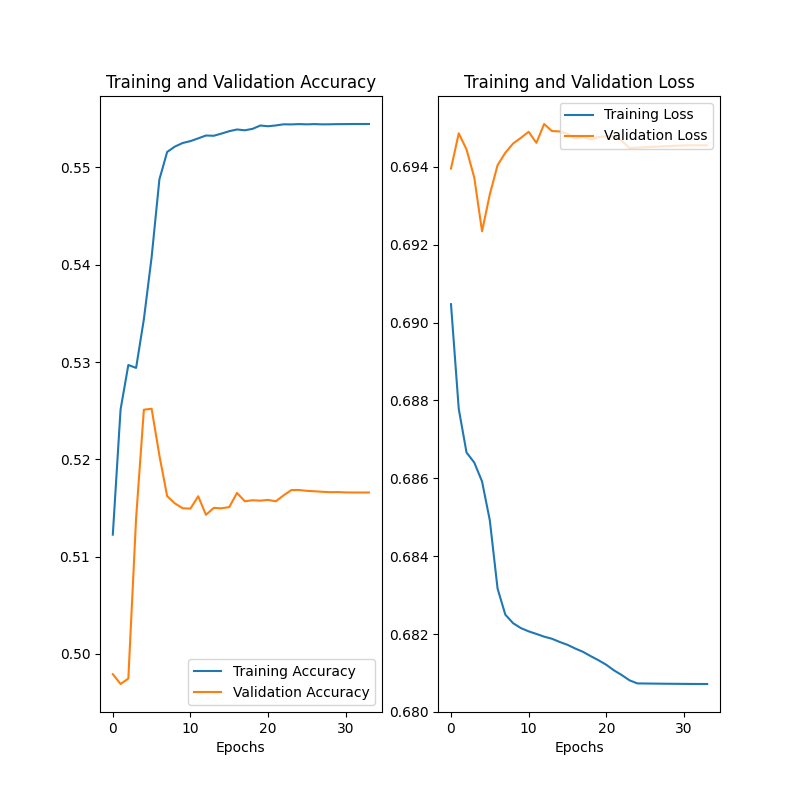 Training and Validation Accuracy
0.55
0.54
0.53
0.52
0.51
0.50
Training Accuracy
Validation Accuracy
0 10 20 30
Epochs
Training and Validation Loss
Training Loss
Validation Loss
0.694
0.692
0.690
0.688
0.686
0.684
0.682
0.680
0 10 20 30
Epochs